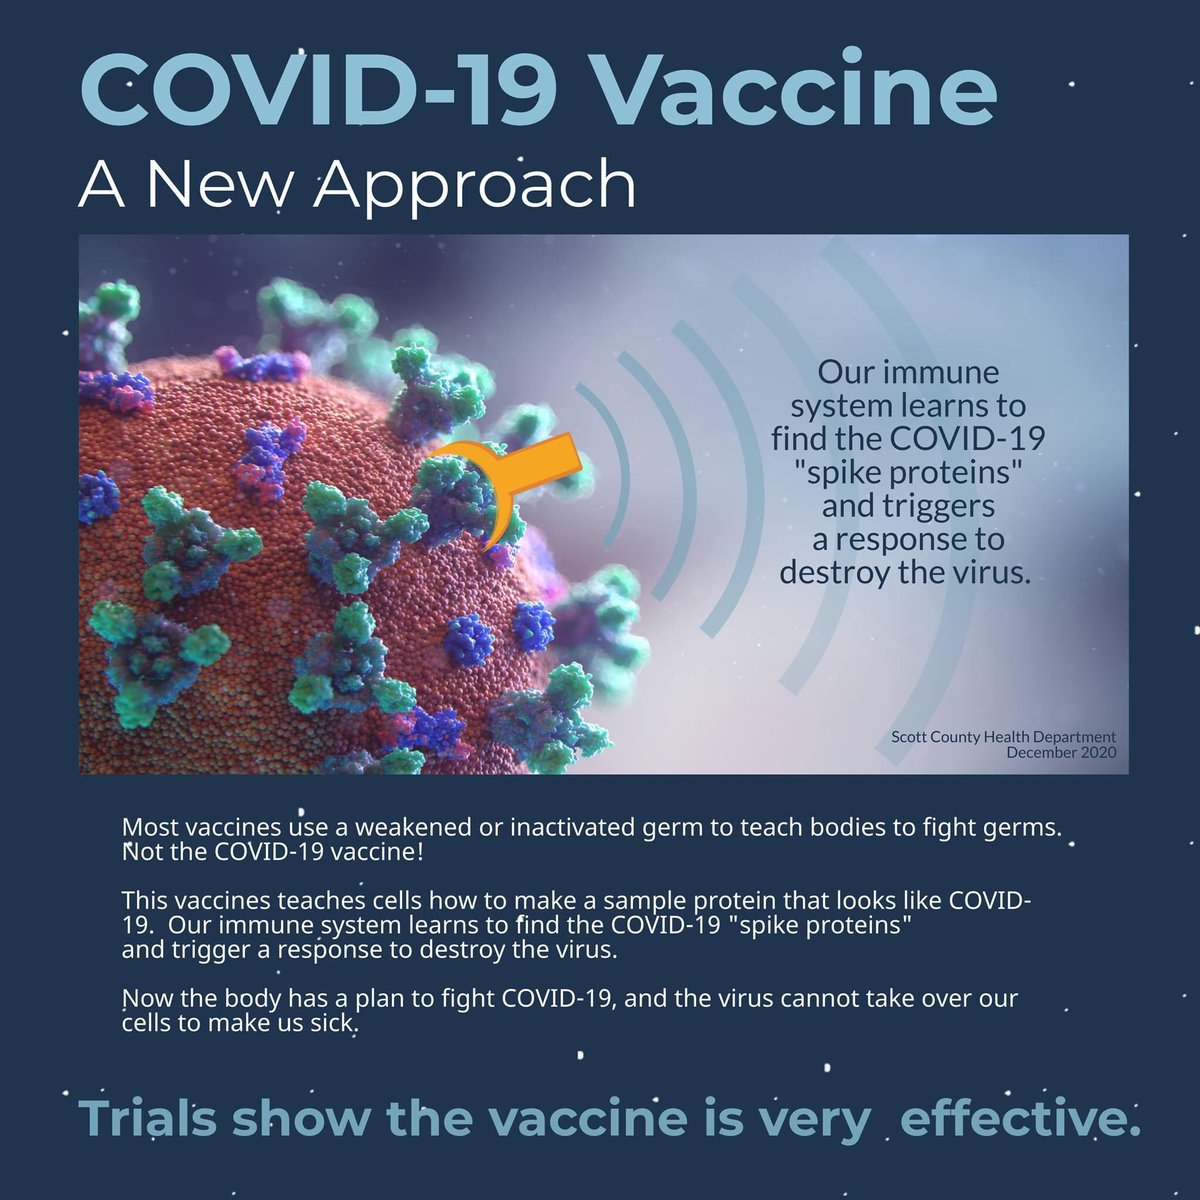 COVID-19 Vaccine
A New Approach
Our immune
system learns to
find the COVID-19
"spike proteins"
and triggers
a response to
destroy the virus.
Scott County Health Department
December 2020
Most vaccines use a weakened or inactivated germ to teach bodies to fight germs.
Not the COVID-19 vaccine!
This vaccines teaches cells how to make a sample protein that looks like COVID-
19.  Our immune system learns to find the COVID-19 "spike proteins"
and trigger a response to destroy the virus.
Now the body has a plan to fight COVID-19, and the virus cannot take over our
cells to make us sick.
Trials show the vaccine is very  effective.